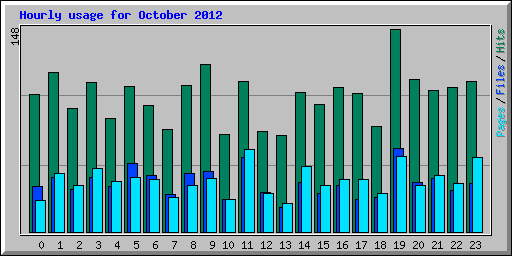 Hourly usage for October 2012
148
Pages/Files/Hits
0 1 2 3 4 5 6 7 8 9 10 11 12 13 14 15 16 17 18 19 20 21 22 23